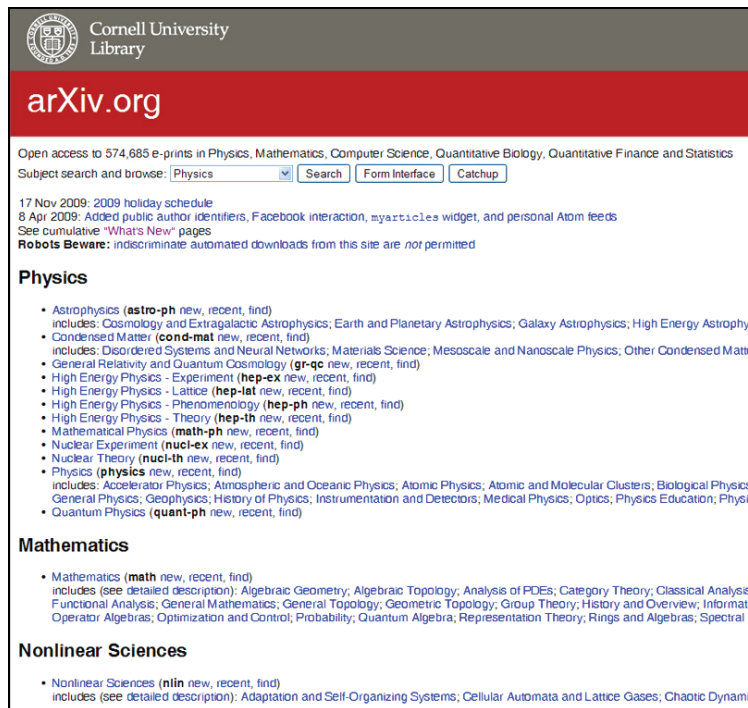 Cornell University
Library
arXiv.org
Open access to 574,685 e-prints in Physics, Mathematics, Computer Science, Quantitative Biology, Quantitative Finance and Statistics
Subject search and browse: Physics Search Form Interface Catchup
17 Nov 2009: 2009 holiday schedule
8 Apr 2009: Added public author identifiers, Facebook interaction, myarticles widget, and personal Atom feeds
See cumulative "What's New" pages
Robots Beware: indiscriminate automated downloads from this site are not permitted
Physics
• Astrophysics (astro-ph new, recent, find)
includes: Cosmology and Extragalactic Astrophysics; Earth and Planetary Astrophysics; Galaxy Astrophysics; High Energy Astrophy
• Condensed Matter (cond-mat new, recent, find)
includes: Disordered Systems and Neural Networks; Materials Science; Mesoscale and Nanoscale Physics; Other Condensed Matt
• General Relativity and Quantum Cosmology (gr-qc new, recent, find)
• High Energy Physics - Experiment (hep-ex new, recent, find)
• High Energy Physics - Lattice (hep-lat new, recent, find)
• High Energy Physics - Phenomenology (hep-ph new, recent, find)
• High Energy Physics - Theory (hep-th new, recent, find)
• Mathematical Physics (math-ph new, recent, find)
• Nuclear Experiment (nucl-ex new, recent, find)
• Nuclear Theory (nucl-th new, recent, find)
• Physics (physics new, recent, find)
includes: Accelerator Physics; Atmospheric and Oceanic Physics; Atomic Physics; Atomic and Molecular Clusters; Biological Physics
General Physics; Geophysics; History of Physics; Instrumentation and Detectors; Medical Physics; Optics; Physics Education; Physi
• Quantum Physics (quant-ph new, recent, find)
Mathematics
• Mathematics (math new, recent, find)
includes (see detailed description): Algebraic Geometry; Algebraic Topology; Analysis of PDEs; Category Theory; Classical Analysis
Functional Analysis; General Mathematics; General Topology; Geometric Topology; Group Theory; History and Overview; Informat
Operator Algebras; Optimization and Control; Probability; Quantum Algebra; Representation Theory; Rings and Algebras; Spectral
Nonlinear Sciences
• Nonlinear Sciences (nlin new, recent, find)
includes (see detailed description): Adaptation and Self-Organizing Systems; Cellular Automata and Lattice Gases; Chaotic Dynami